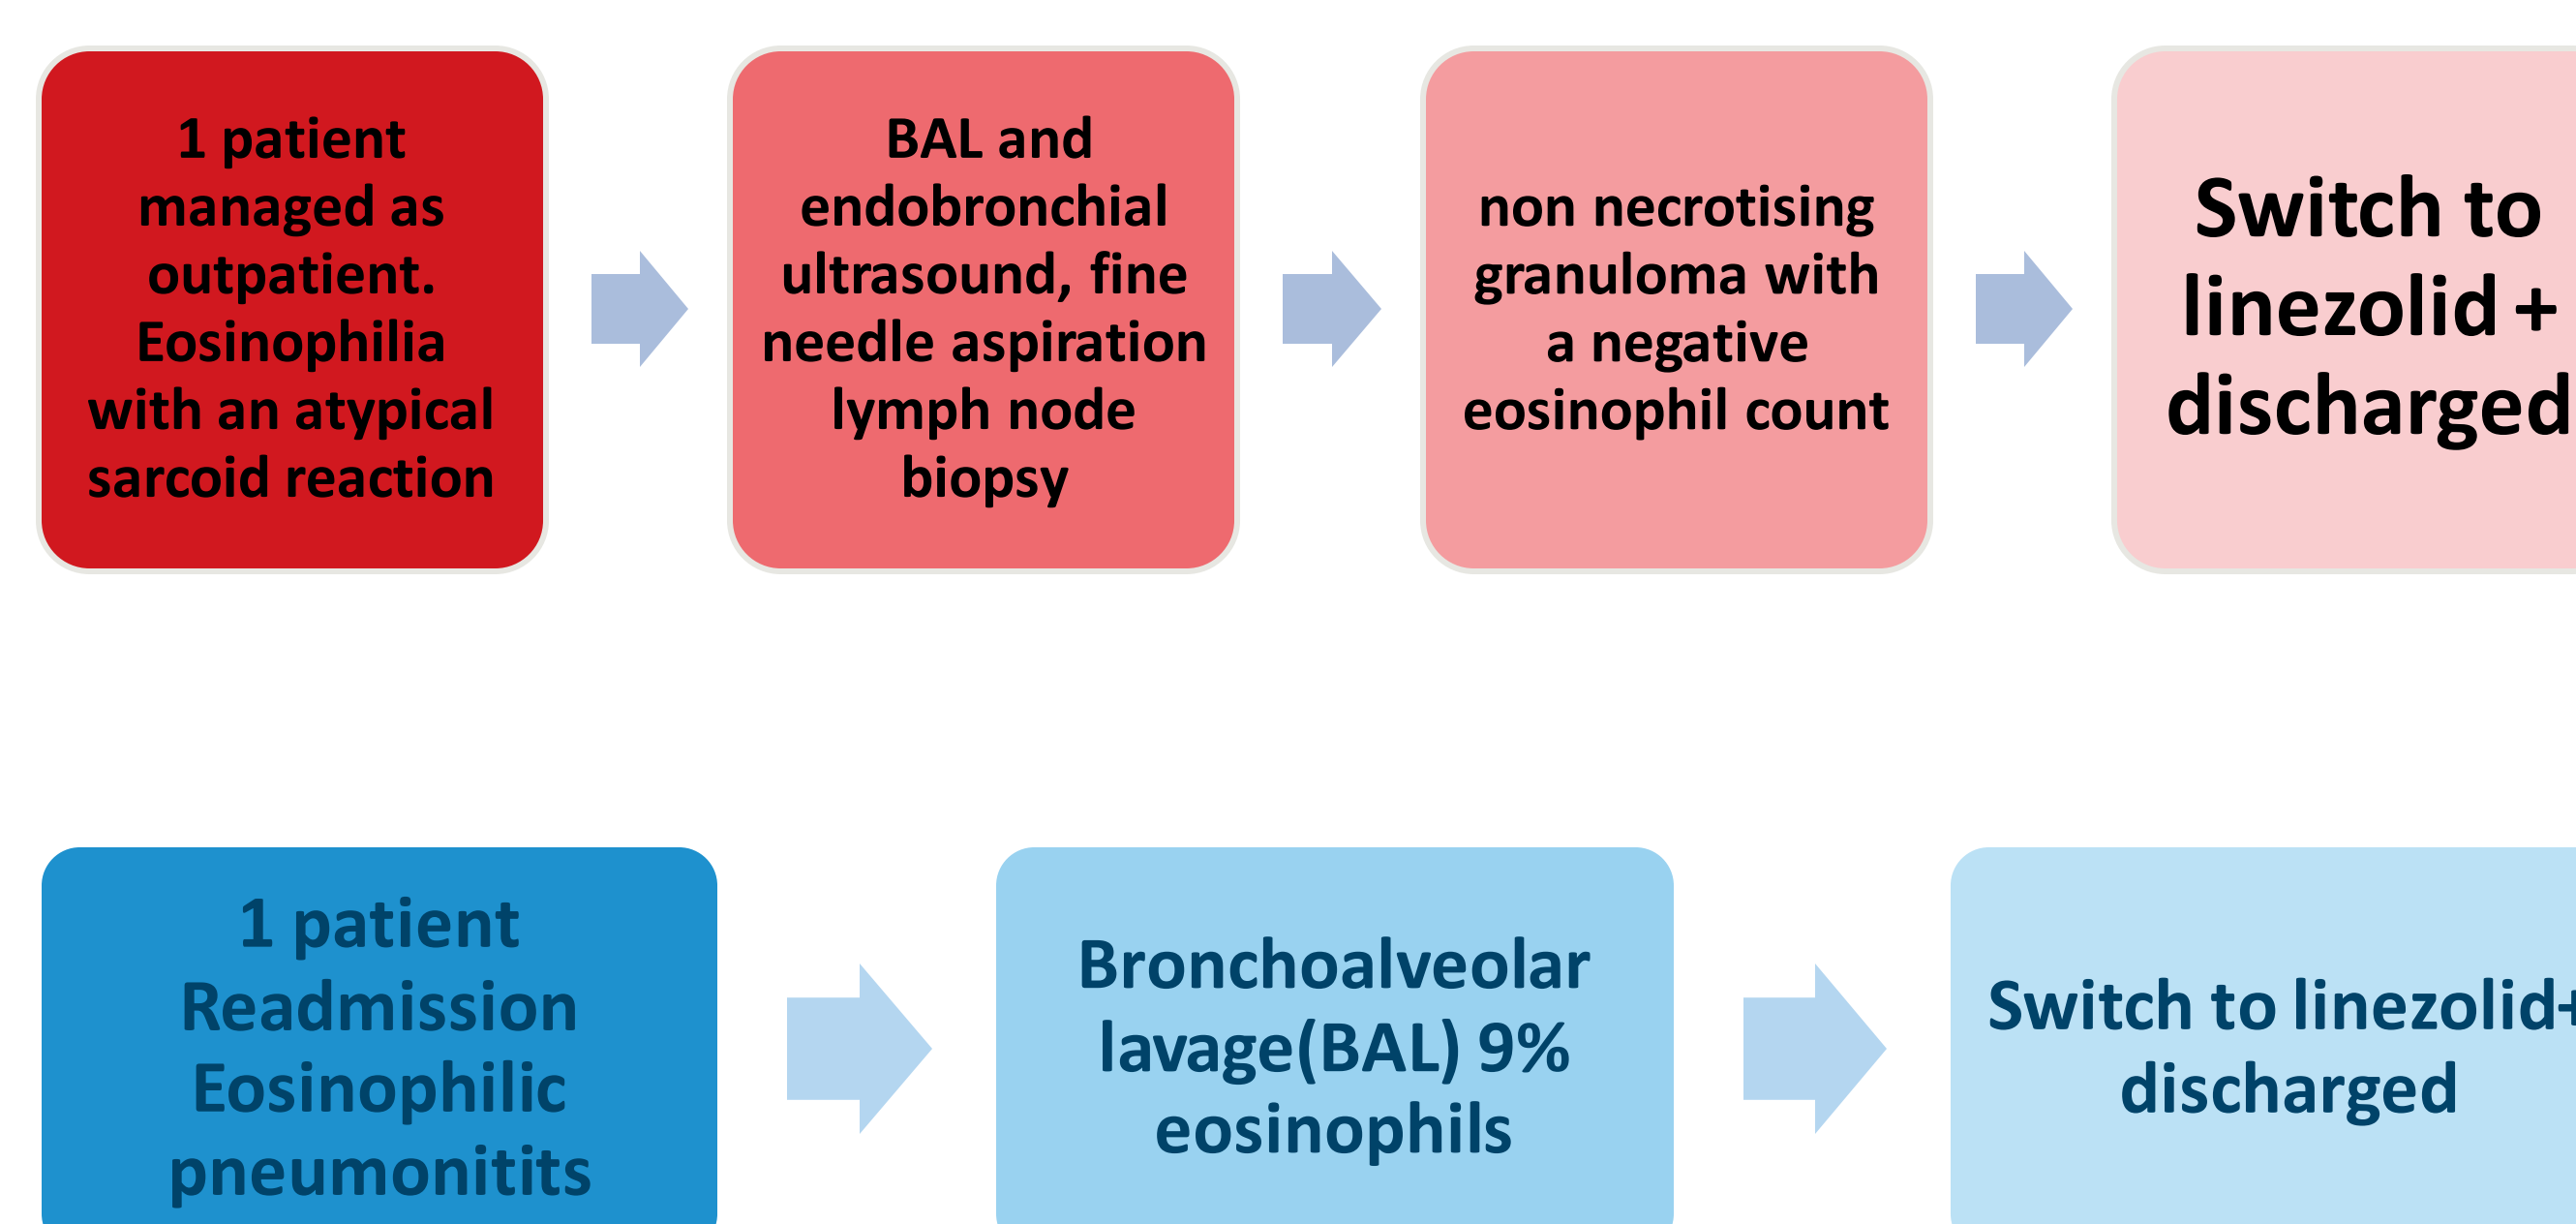 1 patient
managed as
outpatient.
Eosinophilia
with an atypical
sarcoid reaction
BAL and
endobronchial
ultrasound, fine
needle aspiration
lymph node
biopsy
non necrotising
granuloma with
a negative
eosinophil count
Switch to
linezolid +
discharged
1 patient
Readmission
Eosinophilic
pneumonitits
Bronchoalveolar
lavage(BAL) 9%
eosinophils
Switch to linezolid+
discharged